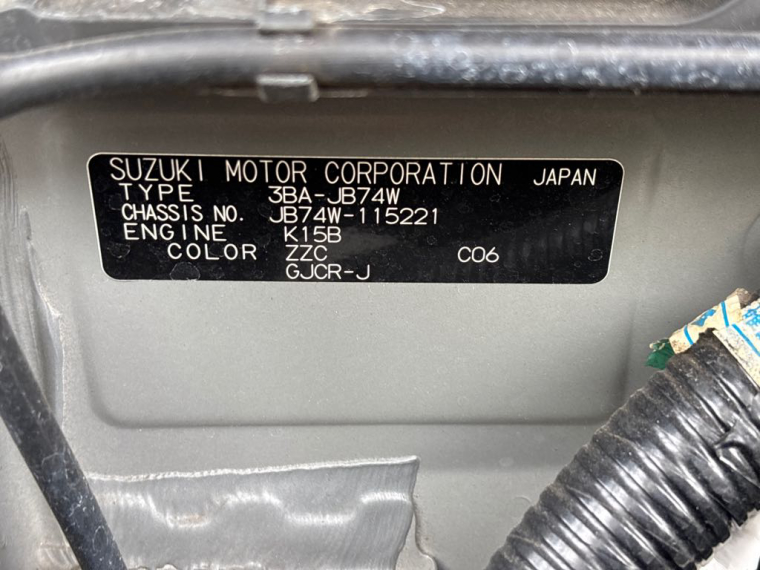 SUZUKI MOTOR CORPORATION JAPAN
TYPE 3BA-JB74W
CHASSIS NO. JB74W-115221
ENGINE K15B
COLOR ZZC C06
GJCR-J